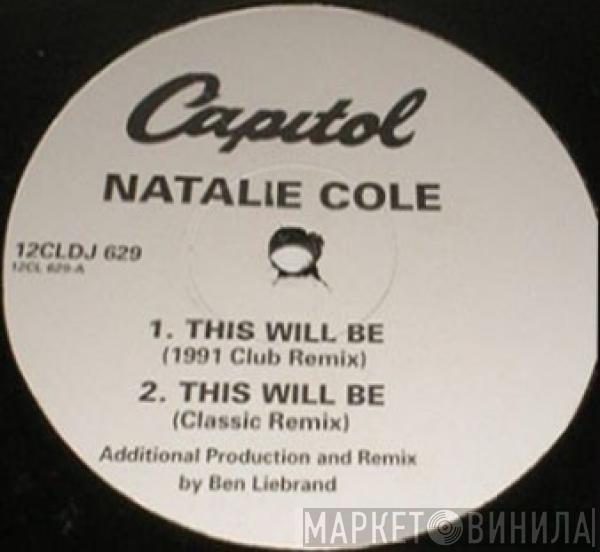 Capitol
NATALIE COLE
12CLDJ 629
12CL 629-A
1. THIS WILL BE
(1991 Club Remix)
2. THIS WILL BE
(Classic Remix)
Additional Production and Remix
by Ben Liebrand
МАРКЕТ ВИНИЛА